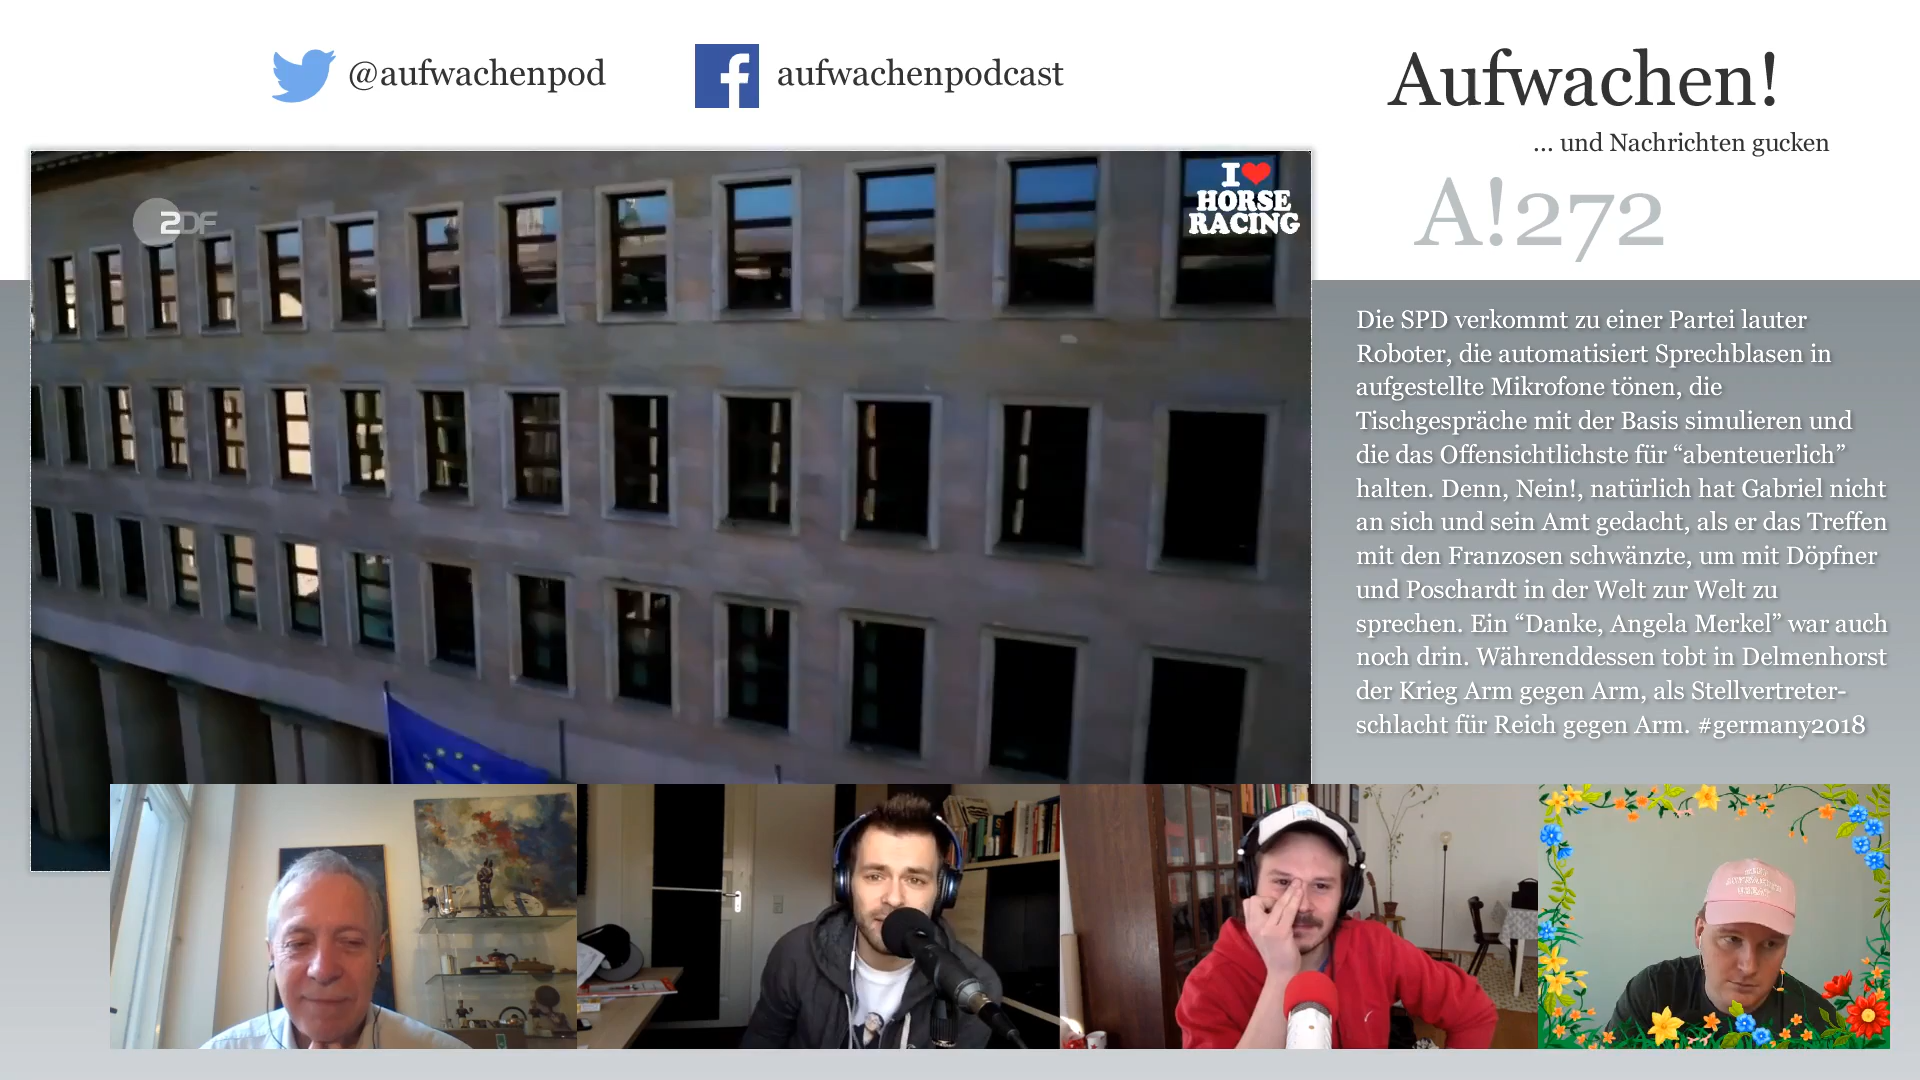 @aufwachenpod
aufwachenpodcast
Aufwachen!
... und Nachrichten gucken
A!272
2DF
I
HORSE
RACING
Die SPD verkommt zu einer Partei lauter
Roboter, die automatisiert Sprechblasen in
aufgestellte Mikrofone tönen, die
Tischgespräche mit der Basis simulieren und
die das Offensichtlichste für “abenteuerlich”
halten. Denn, Nein!, natürlich hat Gabriel nicht
an sich und sein Amt gedacht, als er das Treffen
mit den Franzosen schwänzte, um mit Döpfner
und Poschardt in der Welt zur Welt zu
sprechen. Ein “Danke, Angela Merkel” war auch
noch drin. Währenddessen tobt in Delmenhorst
der Krieg Arm gegen Arm, als Stellvertreter-
schlacht für Reich gegen Arm. #germany2018